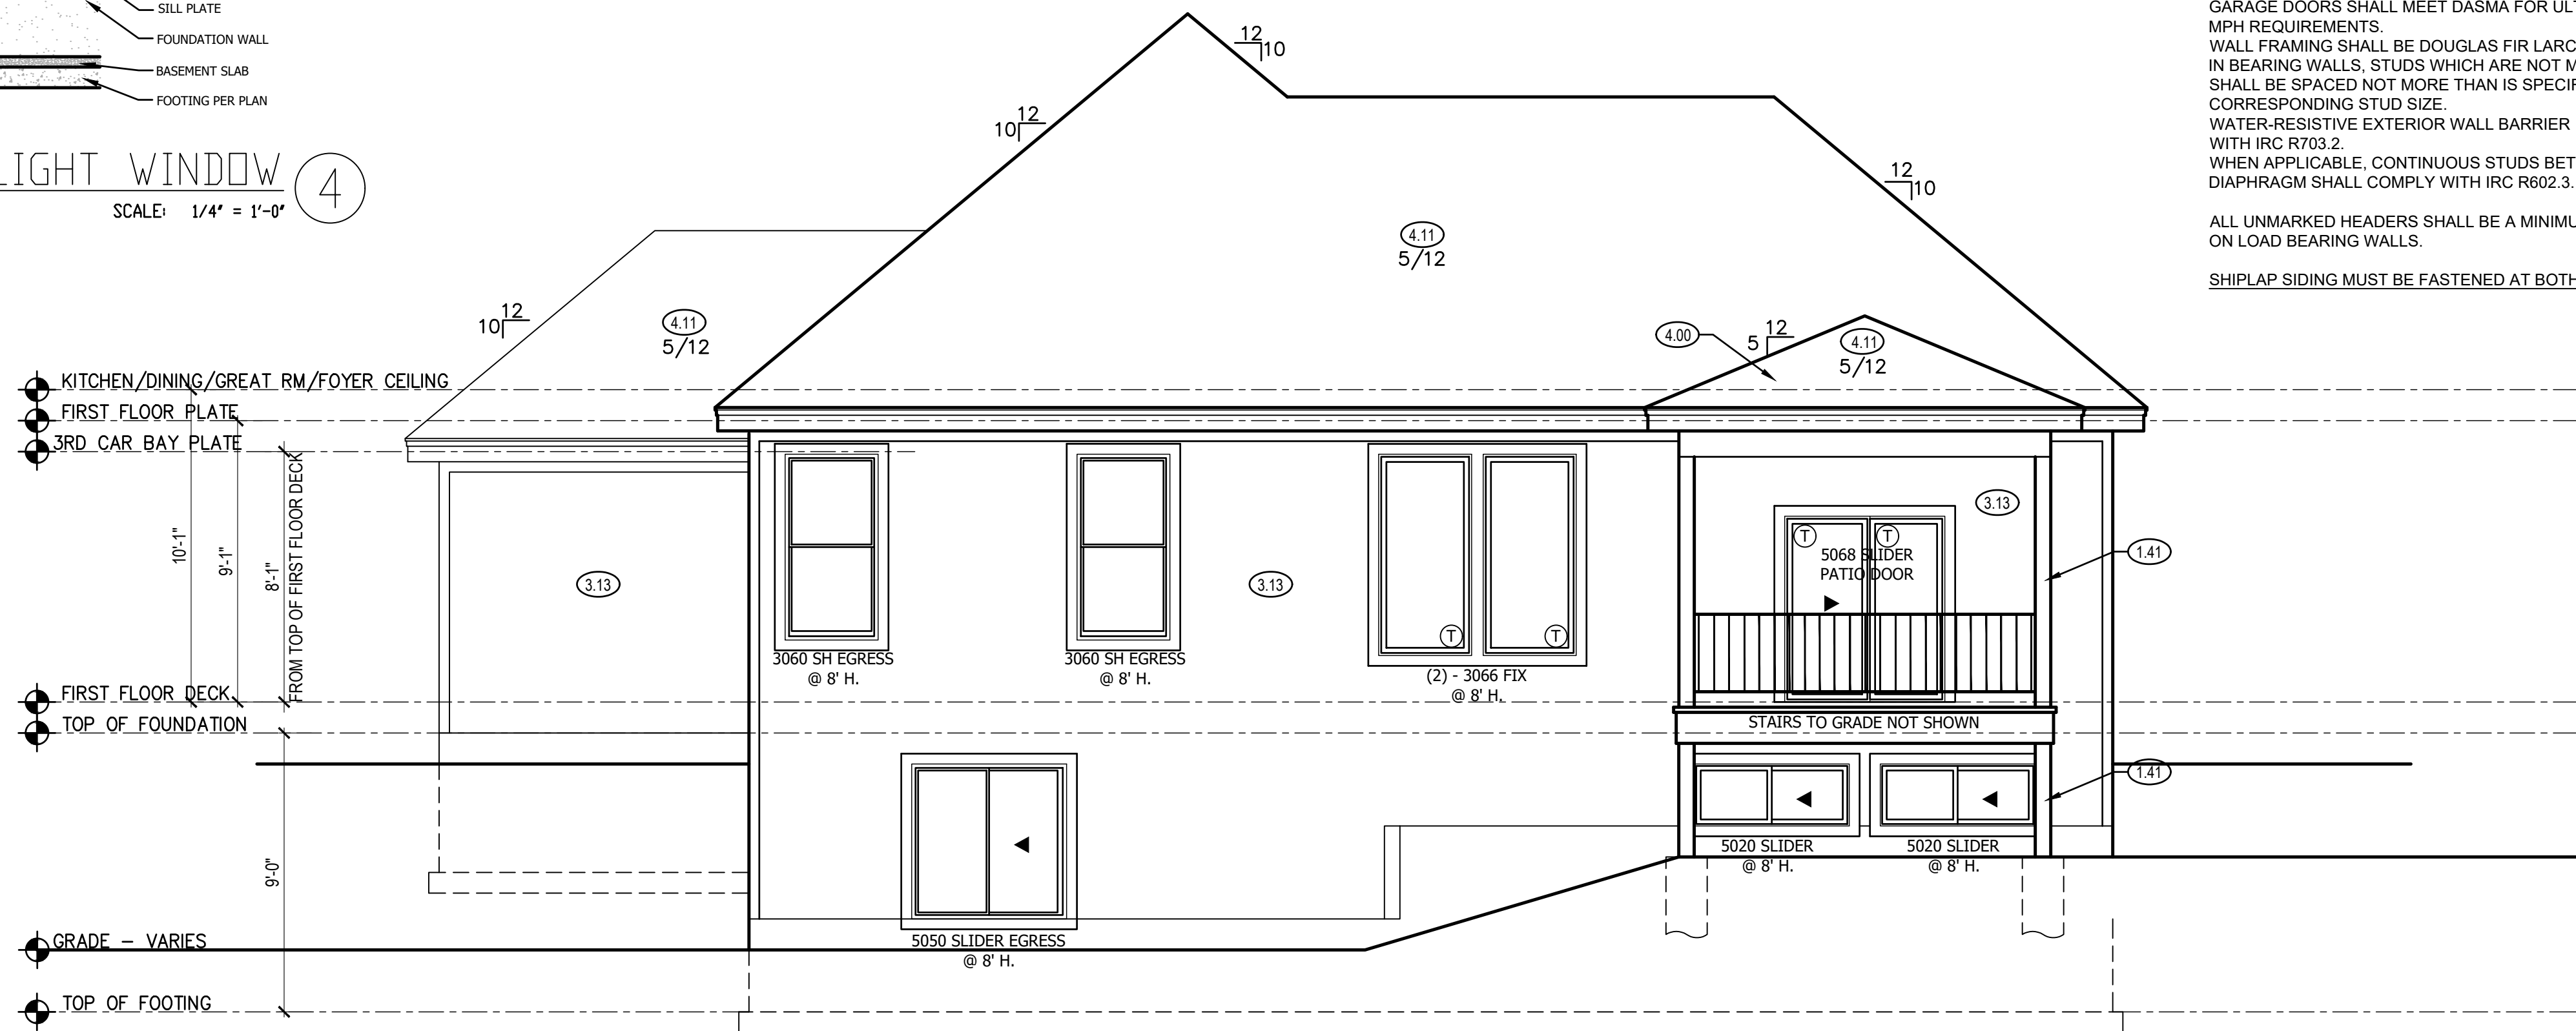 SILL PLATE
FOUNDATION WALL
BASEMENT SLAB
FOOTING PER PLAN
LIGHT WINDOW
4
SCALE: 1/4" = 1'-0"
GARAGE DOORS SHALL MEET DASMA FOR
MPH REQUIREMENTS.
WALL FRAMING SHALL BE DOUGLAS FIR
IN BEARING WALLS, STUDS WHICH ARE NOT
SHALL BE SPACED NOT MORE THAN IS
CORRESPONDING STUD SIZE.
WATER-RESISTIVE EXTERIOR WALL BARRIER
WITH IRC R703.2.
WHEN APPLICABLE, CONTINUOUS STUDS
DIAPHRAGM SHALL COMPLY WITH IRC R602.3.
ALL UNMARKED HEADERS SHALL BE A
ON LOAD BEARING WALLS.
SHIPLAP SIDING MUST BE FASTENED AT
12
10
12
10
12
10
4.11
5/12
12
10
4.11
5/12
4.00
12
5
4.11
5/12
KITCHEN/DINING/GREAT RM/FOYER CEILING
FIRST FLOOR PLATE
3RD CAR BAY PLATE
10'-1"
9'-1"
8'-1"
FROM TOP OF FIRST FLOOR DECK
3.13
3.13
3.13
T
T
5068 SLIDER
PATIO DOOR
1.41
T
T
3060 SH EGRESS
@ 8' H.
3060 SH EGRESS
@ 8' H.
(2) - 3066 FIX
@ 8' H.
FIRST FLOOR DECK
TOP OF FOUNDATION
STAIRS TO GRADE NOT SHOWN
1.41
9'-0"
5020 SLIDER
@ 8' H.
5020 SLIDER
@ 8' H.
GRADE - VARIES
5050 SLIDER EGRESS
@ 8' H.
TOP OF FOOTING